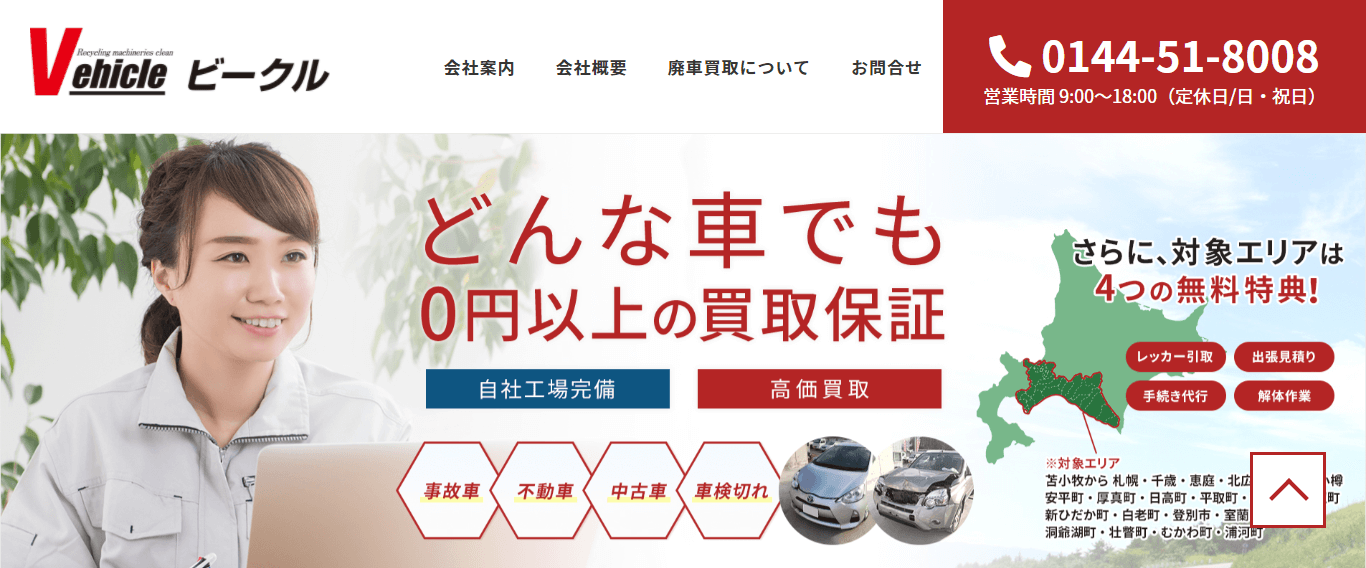 Recycling machineries clean
Vehicle ビークル
会社案内 会社概要 廃車買取について お問合せ
0144-51-8008
営業時間 9:00～18:00（定休日/日・祝日）
どんな車でも
0円以上の買取保証
自社工場完備 高価買取
事故車 不動車 中古車 車検切れ
さらに、対象エリアは
4つの無料特典!
レッカー引取 出張見積り
手続き代行 解体作業
※対象エリア
苫小牧から 札幌・千歳・恵庭・北広 小樽
安平町・厚真町・日高町・平取町・ 町
新ひだか町・白老町・登別市・室蘭
洞爺湖町・壮瞥町・むかわ町・浦河町